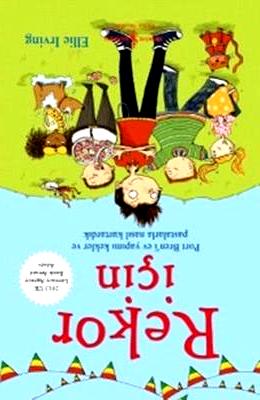 Rekor
için
Port Bren'i ev yapımı kekler ve
pastalarla nasıl kurtardık
Ellie Irving